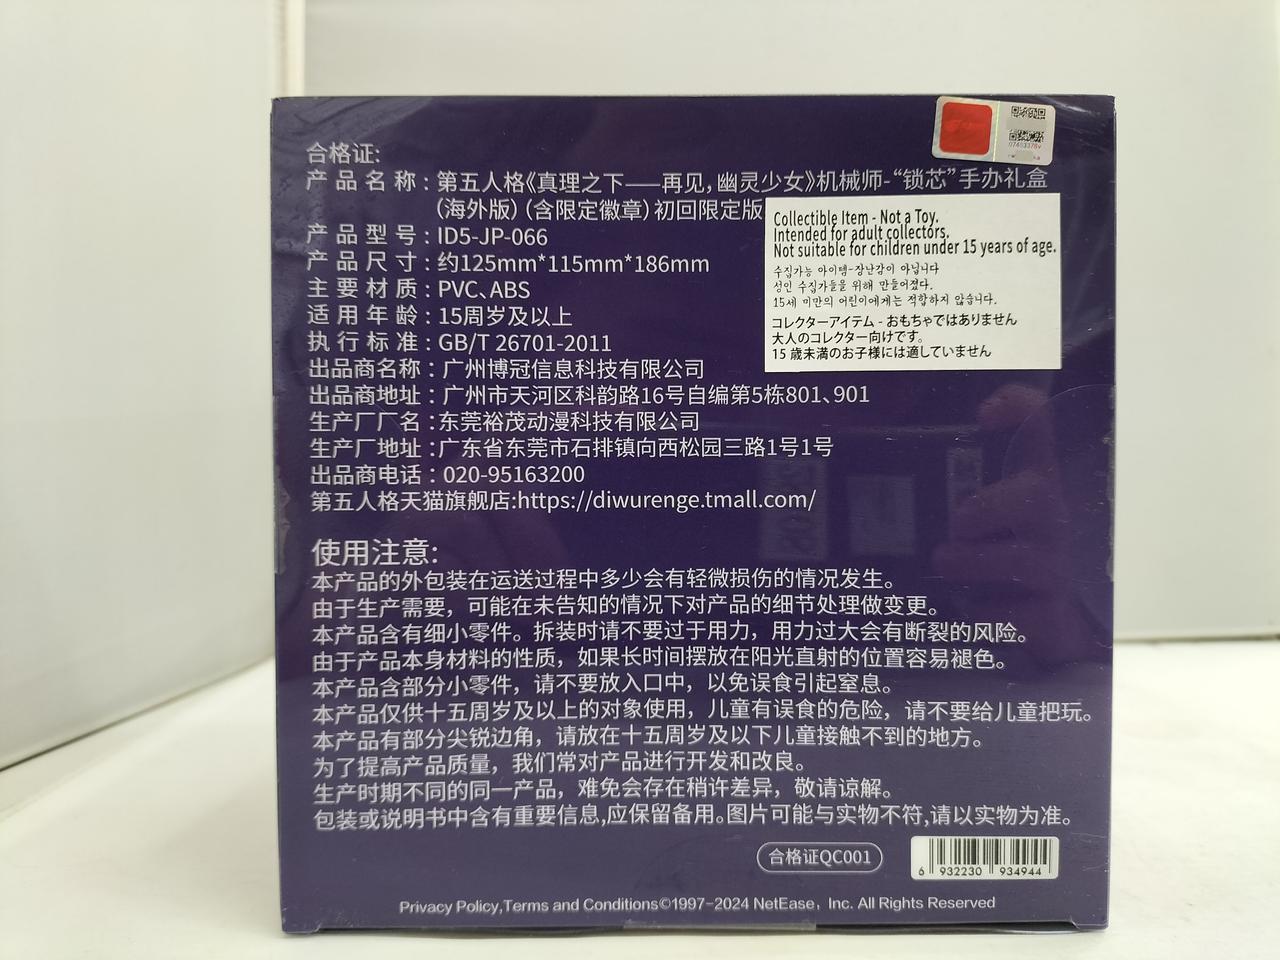 合格证:
产品名称:第五人格《真理之下——再见,幽灵少女》机械师-“锁芯”手办礼盒
(海外版)(含限定徽章)初回限定版
产品型号:ID5-JP-066
产品尺寸:约125mm*115mm*186mm
主要材质:PVC、ABS
适用年龄:15周岁及以上
执行标准:GB/T 26701-2011
出品商名称:广州博冠信息科技有限公司
出品商地址:广州市天河区科韵路16号自编第5栋801、901
生产厂厂名:东莞裕茂动漫科技有限公司
生产厂地址:广东省东莞市石排镇向西松园三路1号1号
出品商电话:020-95163200
第五人格天猫旗舰店:https://diwurenge.tmall.com/
Collectible Item - Not a Toy.
Intended for adult collectors.
Not suitable for children under 15 years of age.
수집가능 아이템-장난감이 아닙니다
성인 수집가들을 위해 만들어졌다.
15세 미만의 어린이에게는 적합하지 않습니다.
コレクターアイテム - おもちゃではありません
大人のコレクター向けです。
15 歳未満のお子様には適していません
使用注意:
本产品的外包装在运送过程中多少会有轻微损伤的情况发生。
由于生产需要，可能在未告知的情况下对产品的细节处理做变更。
本产品含有细小零件。拆装时请不要过于用力，用力过大会有断裂的风险。
由于产品本身材料的性质，如果长时间摆放在阳光直射的位置容易褪色。
本产品含部分小零件，请不要放入口中，以免误食引起窒息。
本产品仅供十五周岁及以上的对象使用，儿童有误食的危险，请不要给儿童把玩。
本产品有部分尖锐边角，请放在十五周岁及以下儿童接触不到的地方。
为了提高产品质量，我们常对产品进行开发和改良。
生产时期不同的同一产品，难免会存在稍许差异，敬请谅解。
包装或说明书中含有重要信息,应保留备用。图片可能与实物不符,请以实物为准。
合格证QC001
6 932230 934944
Privacy Policy,Terms and Conditions©1997-2024 NetEase, Inc. All Rights Reserved